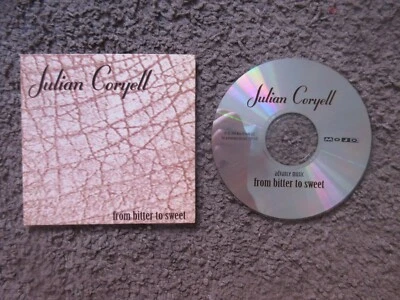 Julian Coryell
from bitter to sweet
Julian Coryell
advance music
from bitter to sweet